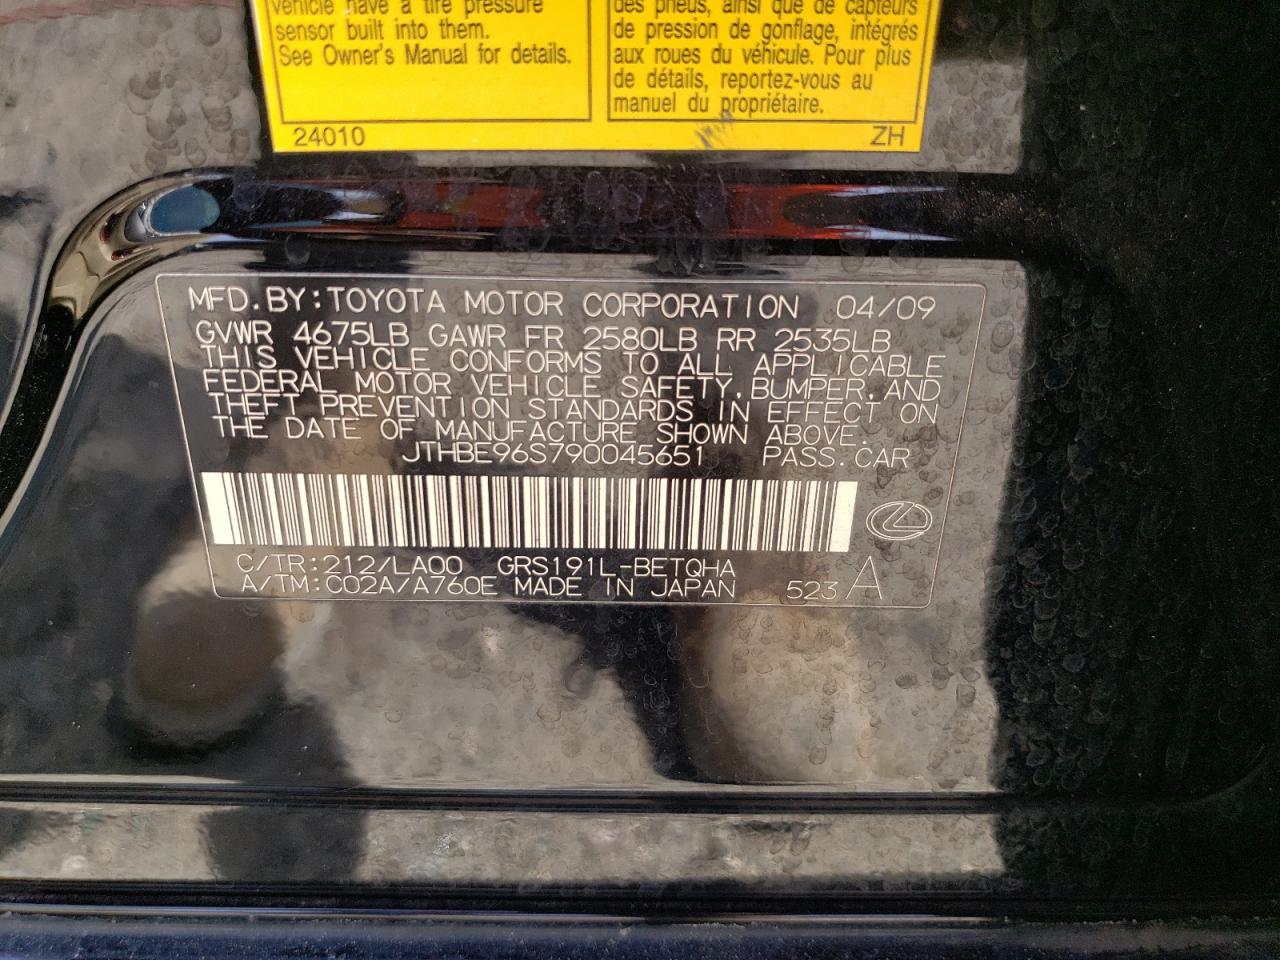 vehicle have a tire pressure
sensor built into them.
See Owner's Manual for details.
des pneus, ainsi que de capteurs
de pression de gonflage, intégrés
aux roues du véhicule. Pour plus
de détails, reportez-vous au
manuel du propriétaire.
24010
ZH
MFD.BY:TOYOTA MOTOR CORPORATION 04/09
GVWR 4675LB GAWR FR 2580LB RR 2535LB
THIS VEHICLE CONFORMS TO ALL APPLICABLE
FEDERAL MOTOR VEHICLE SAFETY,BUMPER,AND
THEFT PREVENTION STANDARDS IN EFFECT ON
THE DATE OF MANUFACTURE SHOWN ABOVE.
JTHBE96S790045651 PASS.CAR
C/TR:212/LA00 GRS191L-BETQHA
A/TM:C02A/A760E MADE IN JAPAN 523 A